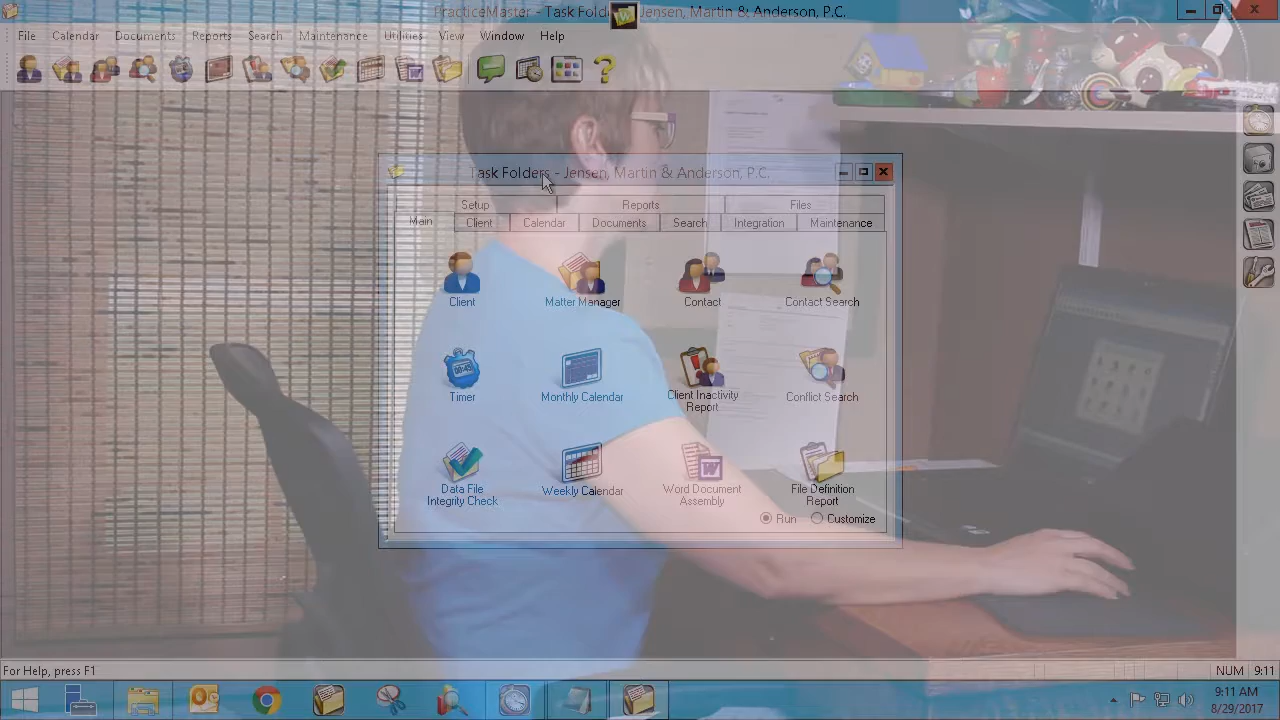 PracticeMaster - Task Fold Jensen, Martin & Anderson, P.C.
File Calendar Documents Reports Search Maintenance Utilities View Window Help
Task Folders - Jensen, Martin & Anderson, P.C.
Setup Reports Files
Main Client Calendar Documents Search Integration Maintenance
Client Matter Manager Contact Contact Search
Timer Monthly Calendar Client Inactivity Report Conflict Search
Data File Integrity Check Weekly Calendar Word Document Assembly File Definition Report
Run Customize
For Help, press F1 NUM 9:11
9:11 AM
8/29/2017